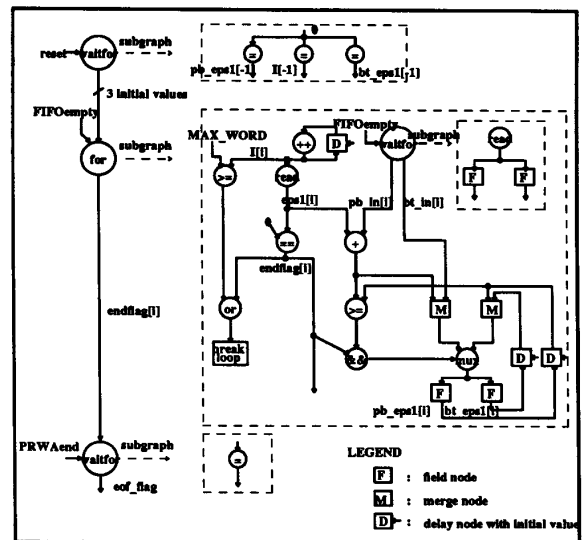 reset
waitfor
subgraph
=
=
=
pb_eps1[-1]
I[-1]
bt_eps1[-1]
3 initial values
FIFOempty
for
subgraph
MAX_WORD
I[i]
++
D
FIFOempty
waitfor
subgraph
read
F
F
>=
read
eps1[i]
pb_in[i]
bt_in[i]
==
+
endflag[i]
endflag[i]
or
>=
M
M
break
loop
&&
mux
D
D
F
F
pb_eps1[i]
bt_eps1[i]
PRWAend
waitfor
subgraph
=
eof_flag
LEGEND
F : field node
M : merge node
D : delay node with initial value